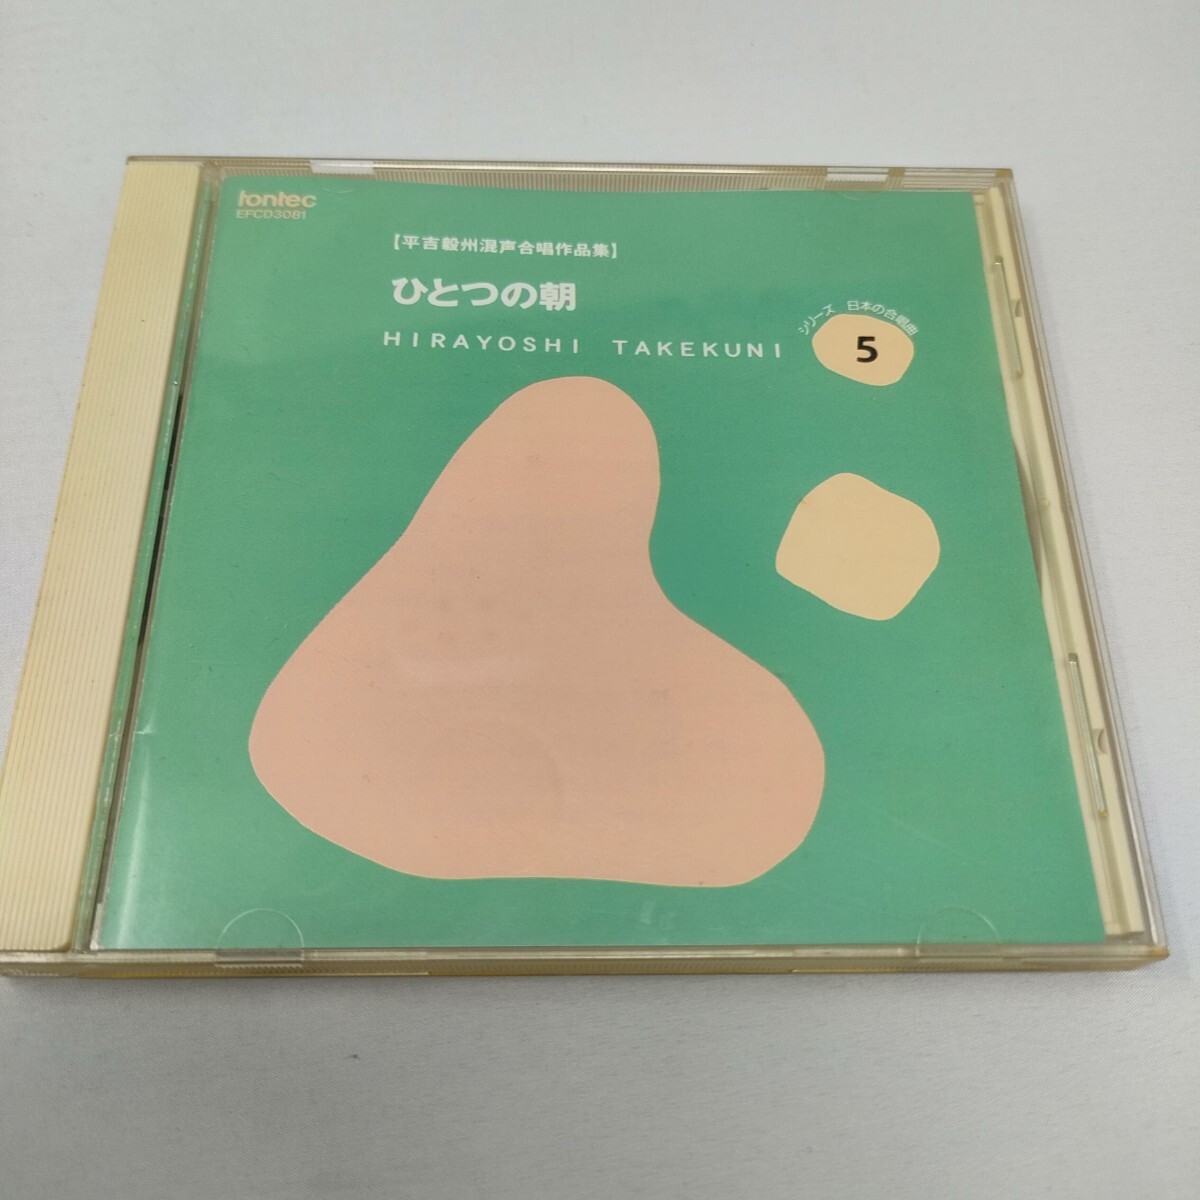 fontec
EFCD3081
【平吉毅州混声合唱作品集】
ひとつの朝
HIRAYOSHI TAKEKUNI
シリーズ 日本の合唱曲
5